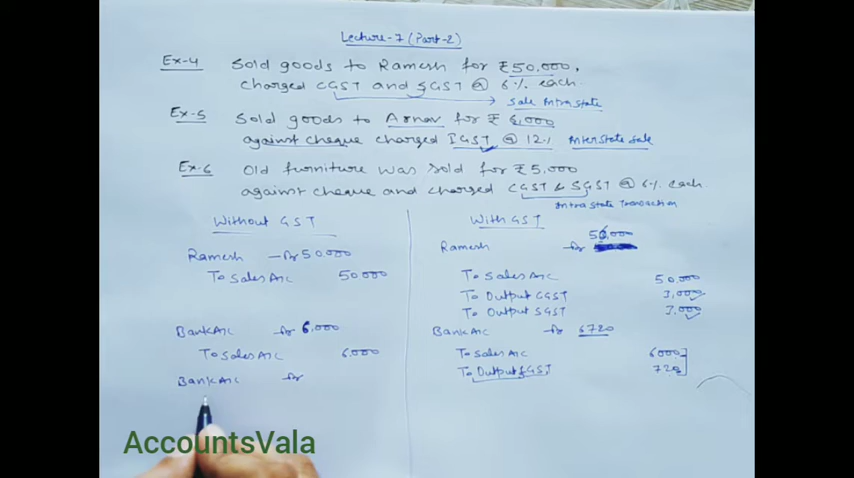 Lecture-7 (Part-2)
Ex-4 Sold goods to Ramesh for ₹50,000,
charged CGST and SGST @ 6% each.
Sale Intra State
Ex-5 Sold goods to Arnav for ₹ 6,000
against cheque charged IGST @ 12% Inter State Sale
Ex-6 Old furniture was sold for ₹5,000
against cheque and charged CGST & SGST @ 6% each.
Intra State Transaction
Without GST
Ramesh Dr 50,000
To Sales A/c 50,000
Bank A/c Dr 6,000
To Sales A/c 6,000
Bank A/c Dr
With GST
Ramesh Dr
To Sales A/c 50,000
To Output CGST 3,000
To Output SGST 3,000
Bank A/c Dr 6720
To Sales A/c 6000
To Output IGST 720
AccountsVala